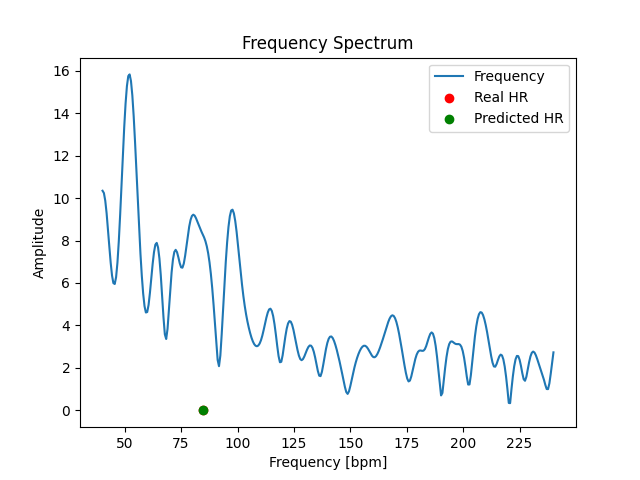 Frequency Spectrum
Frequency
Real HR
Predicted HR
Amplitude
16
14
12
10
8
6
4
2
0
50 75 100 125 150 175 200 225
Frequency [bpm]